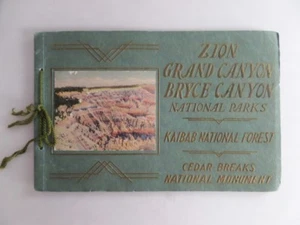 ZION
GRAND CANYON
BRYCE CANYON
NATIONAL PARKS
KAIBAB NATIONAL FOREST
CEDAR BREAKS
NATIONAL MONUMENT